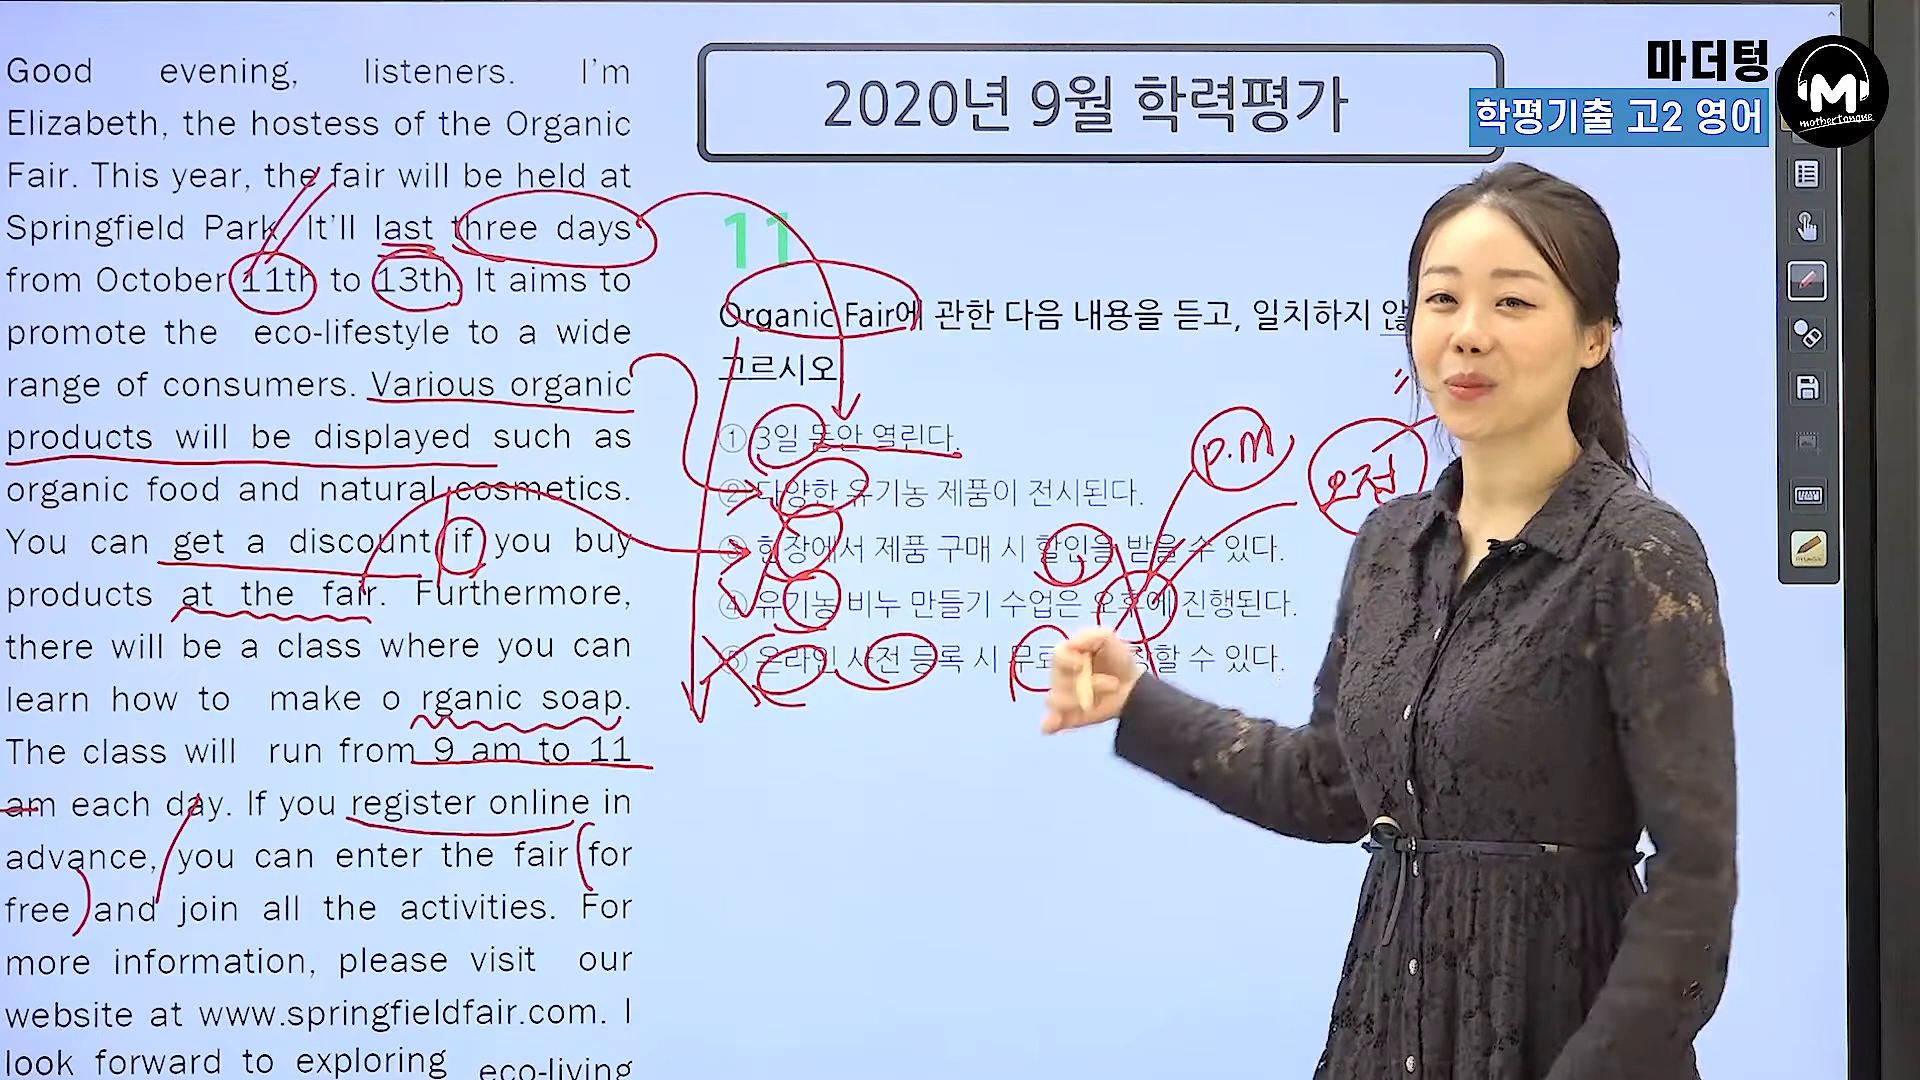 Good evening, listeners. I'm
Elizabeth, the hostess of the Organic
Fair. This year, the fair will be held at
Springfield Park. It'll last three days
from October 11th to 13th. It aims to
promote the eco-lifestyle to a wide
range of consumers. Various organic
products will be displayed such as
organic food and natural cosmetics.
You can get a discount if you buy
products at the fair. Furthermore,
there will be a class where you can
learn how to make o rganic soap.
The class will run from 9 am to 11
am each day. If you register online in
advance, you can enter the fair for
free and join all the activities. For
more information, please visit our
website at www.springfieldfair.com. I
look forward to exploring eco-living
2020년 9월 학력평가
11
Organic Fair에 관한 다음 내용을 듣고, 일치하지 않
고르시오
① 3일 동안 열린다.
② 다양한 유기농 제품이 전시된다.
③ 현장에서 제품 구매 시 할인을 받을 수 있다.
④ 유기농 비누 만들기 수업은 오후에 진행된다.
⑤ 온라인 사전 등록 시 무료 할 수 있다.
p.m
오전
마더텅
학평기출 고2 영어
M
mothertongue